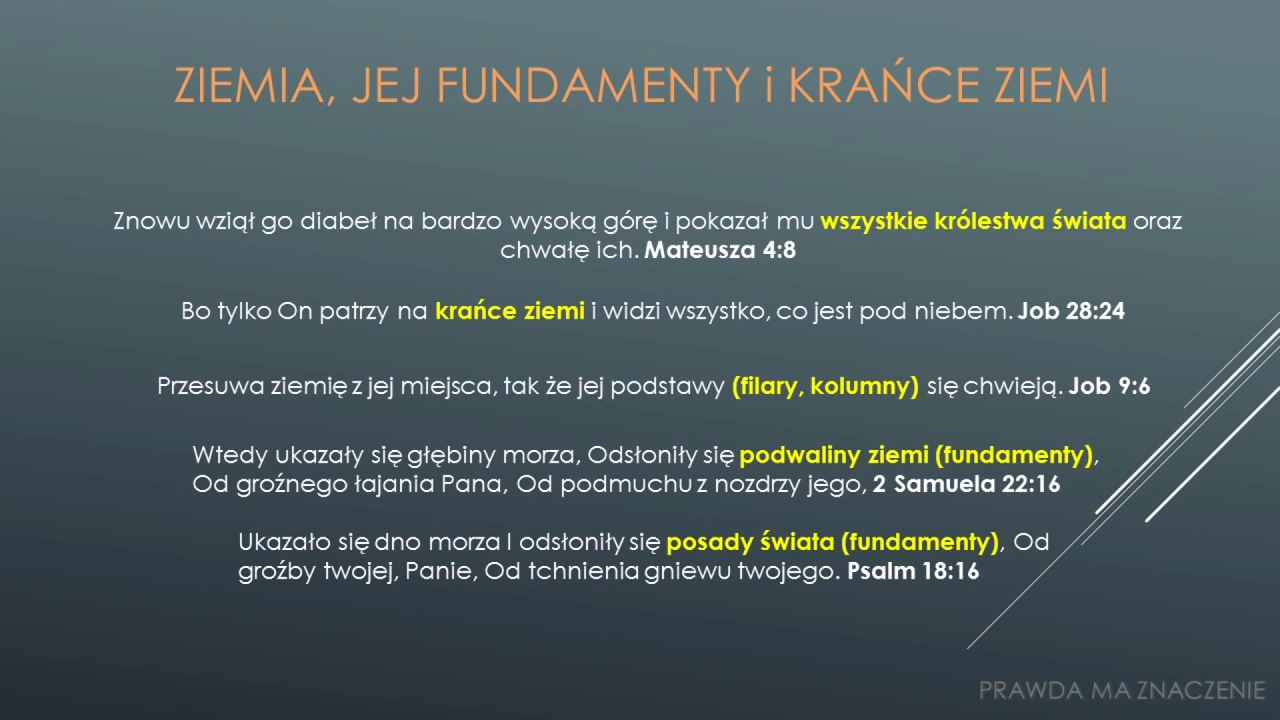 ZIEMIA, JEJ FUNDAMENTY i KRAŃCE ZIEMI
Znowu wziął go diabeł na bardzo wysoką górę i pokazał mu wszystkie królestwa świata oraz
chwałę ich. Mateusza 4:8
Bo tylko On patrzy na krańce ziemi i widzi wszystko, co jest pod niebem. Job 28:24
Przesuwa ziemię z jej miejsca, tak że jej podstawy (filary, kolumny) się chwieją. Job 9:6
Wtedy ukazały się głębiny morza, Odsłoniły się podwaliny ziemi (fundamenty),
Od groźnego łajania Pana, Od podmuchu z nozdrzy jego, 2 Samuela 22:16
Ukazało się dno morza I odsłoniły się posady świata (fundamenty), Od
groźby twojej, Panie, Od tchnienia gniewu twojego. Psalm 18:16
PRAWDA MA ZNACZENIE